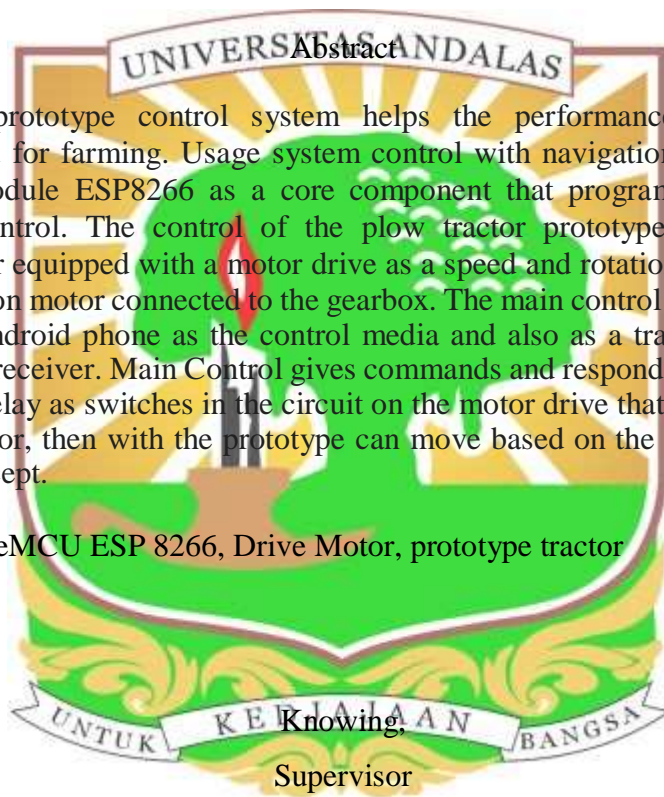 UNIVERSITAS ANDALAS
Abstract
prototype control system helps the performance
for farming. Usage system control with navigation
odule ESP8266 as a core component that program
ntrol. The control of the plow tractor prototype
r equipped with a motor drive as a speed and rotatio
on motor connected to the gearbox. The main control
ndroid phone as the control media and also as a tra
receiver. Main Control gives commands and respond
elay as switches in the circuit on the motor drive that
or, then with the prototype can move based on the
ept.
eMCU ESP 8266, Drive Motor, prototype tractor
Knowing,
UNTUK KEDJAJAAN BANGSA
Supervisor